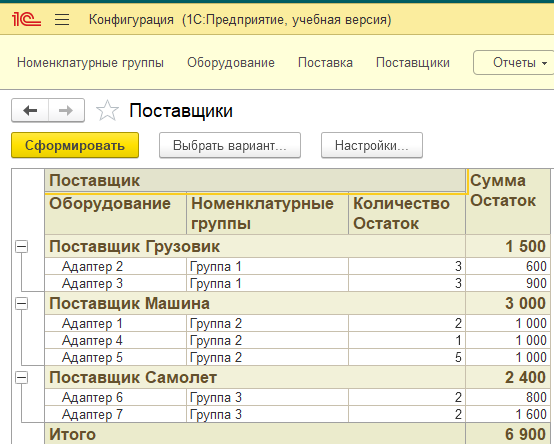 1С Конфигурация (1С:Предприятие, учебная версия)
Номенклатурные группы Оборудование Поставка Поставщики Отчеты
Поставщики
Сформировать Выбрать вариант... Настройки...
Поставщик Сумма Остаток
Оборудование Номенклатурные группы Количество Остаток
Поставщик Грузовик 1 500
Адаптер 2 Группа 1 3 600
Адаптер 3 Группа 1 3 900
Поставщик Машина 3 000
Адаптер 1 Группа 2 2 1 000
Адаптер 4 Группа 2 1 1 000
Адаптер 5 Группа 2 5 1 000
Поставщик Самолет 2 400
Адаптер 6 Группа 3 2 800
Адаптер 7 Группа 3 2 1 600
Итого 6 900